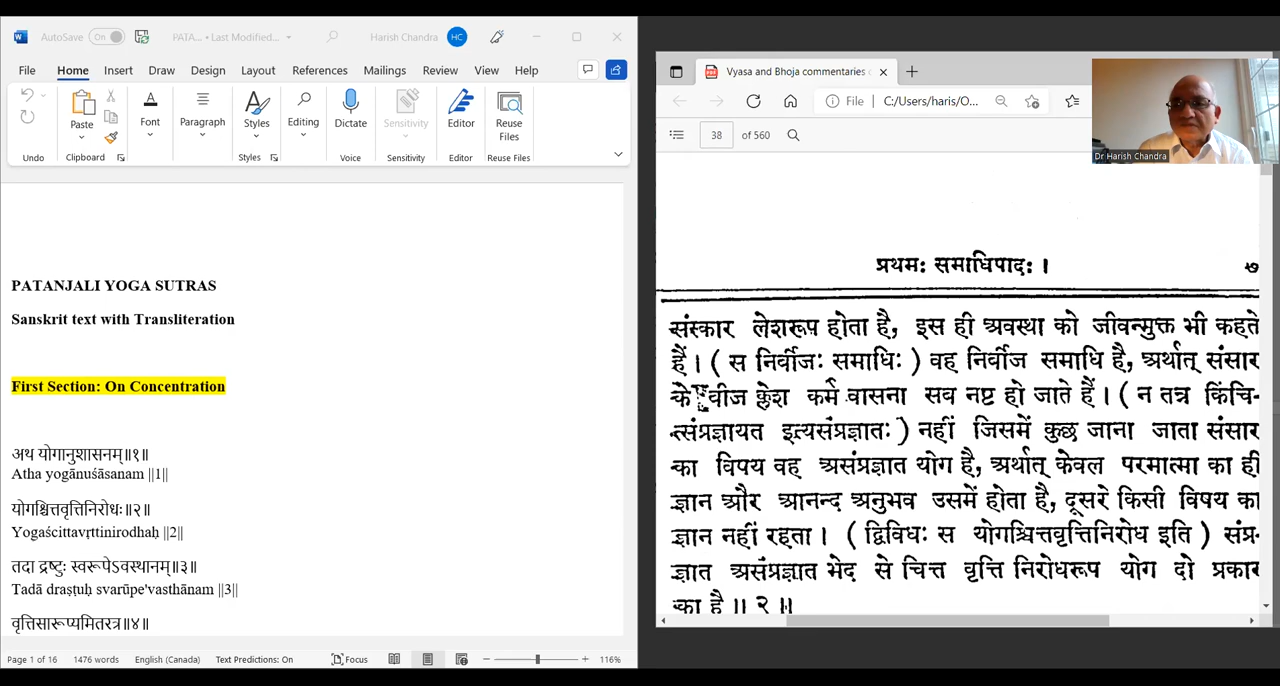 AutoSave On PATA... • Last Modified... Harish Chandra HC
File Home Insert Draw Design Layout References Mailings Review View Help
Paste Font Paragraph Styles Editing Dictate Sensitivity Editor Reuse Files
Undo Clipboard Styles Voice Sensitivity Editor Reuse Files
PATANJALI YOGA SUTRAS
Sanskrit text with Transliteration
First Section: On Concentration
अथ योगानुशासनम्॥१॥
Atha yogānuśāsanam ||1||
योगश्चित्तवृत्तिनिरोधः॥२॥
Yogaścittavṛttinirodhaḥ ||2||
तदा द्रष्टुः स्वरूपेऽवस्थानम्॥३॥
Tadā draṣṭuḥ svarūpe'vasthānam ||3||
वृत्तिसारूप्यमितरत्र॥४॥
Page 1 of 16 1476 words English (Canada) Text Predictions: On Focus 116%
Vyasa and Bhoja commentaries
File C:/Users/haris/O...
38 of 560
Dr Harish Chandra
प्रथमः समाधिपादः । ७
संस्कार लेशरूप होता है, इस ही अवस्था को जीवन्मुक्त भी कहते
हैं । ( स निर्वीजः समाधिः ) वह निर्वीज समाधि है, अर्थात् संसार
के वीज क्लेश कर्म वासना सब नष्ट हो जाते हैं । ( न तत्र किंचि-
त्संप्रज्ञायत इत्यसंप्रज्ञातः ) नहीं जिसमें कुछ जाना जाता संसार
का विषय वह असंप्रज्ञात योग है, अर्थात् केवल परमात्मा का ही
ज्ञान और आनन्द अनुभव उसमें होता है, दूसरे किसी विषय का
ज्ञान नहीं रहता । ( द्विविधः स योगश्चित्तवृत्तिनिरोध इति ) संप्र-
ज्ञात असंप्रज्ञात भेद से चित्त वृत्ति निरोधरूप योग दो प्रकार
का है ॥ २ ॥